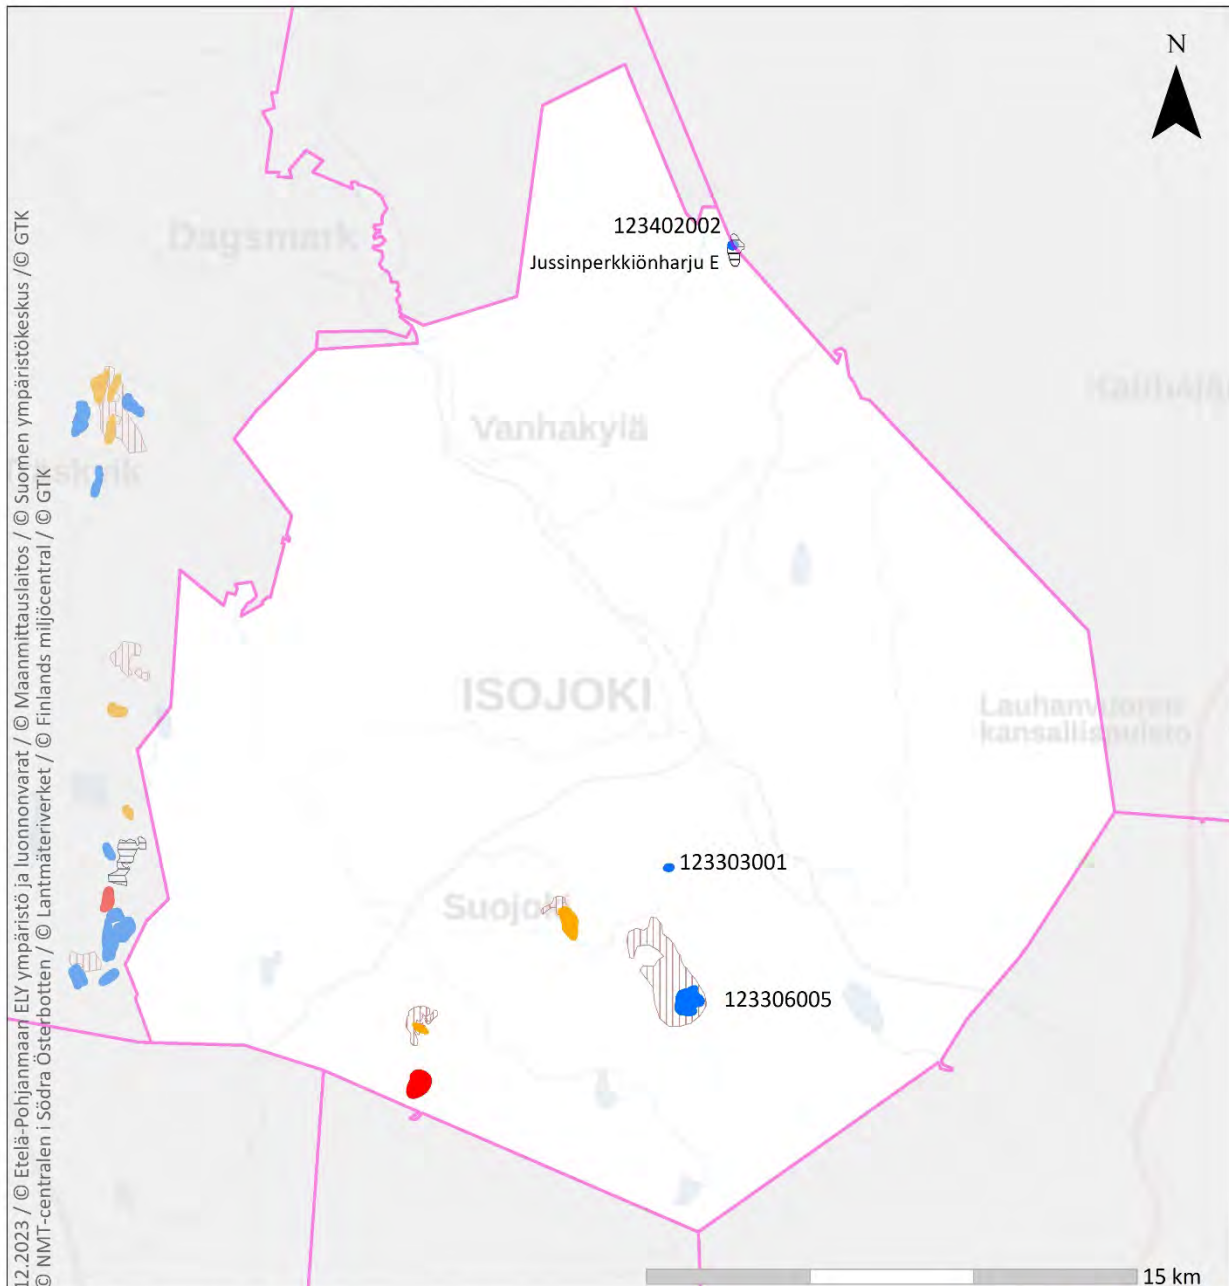 N
123402002
Jussinperkkiönharju E
Dagsmark
Vanhakylä
ISOJOKI
Lauhanvuoren
kansallispuisto
123303001
Suojoki
123306005
15 km
12.2023 / © Etelä-Pohjanmaan ELY ympäristö ja luonnonvarat / © Maanmittauslaitos / © Suomen ympäristökeskus /© GTK
© NMT-centralen i Södra Österbotten / © Lantmäteriverket / © Finlands miljöcentral / © GTK